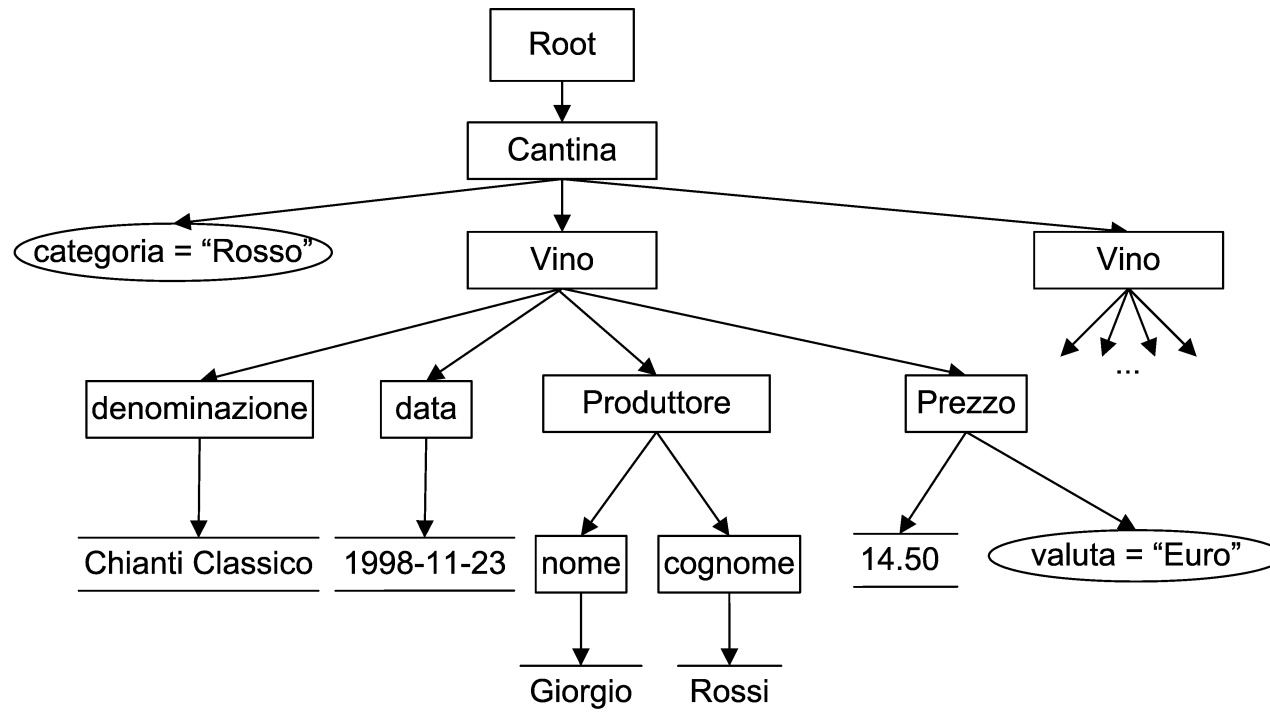 Root
Cantina
categoria = “Rosso”
Vino
Vino
...
denominazione
data
Produttore
Prezzo
Chianti Classico
1998-11-23
nome
cognome
14.50
valuta = “Euro”
Giorgio
Rossi